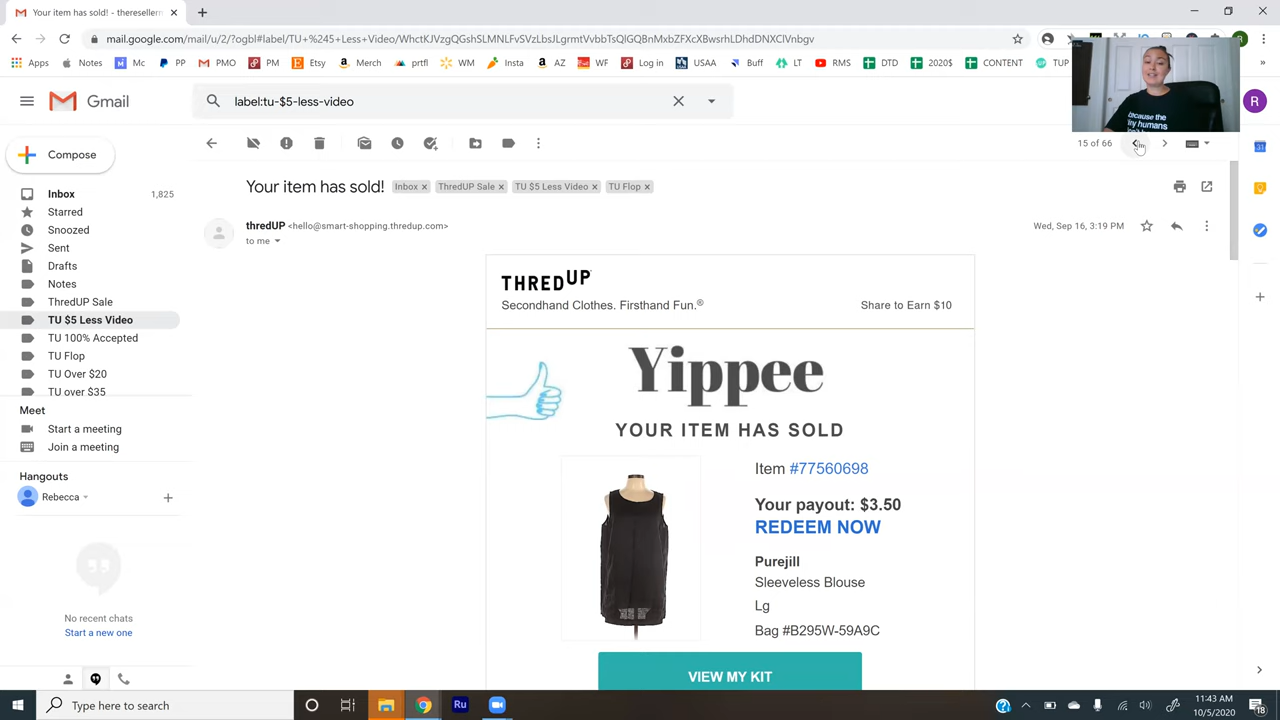 Your item has sold! - thereseller
mail.google.com/mail/u/2/?ogbl#label/TU+%245+Less+Video/
Apps Notes Mc PP PMO PM Etsy Merch prtfl WM Insta AZ WF Log in USAA Buff LT RMS DTD 2020$ CONTENT TUP
Gmail
label:tu-$5-less-video
R
because the
tiny humans
Compose
15 of 66
Inbox 1,825
Starred
Snoozed
Sent
Drafts
Notes
ThredUP Sale
TU $5 Less Video
TU 100% Accepted
TU Flop
TU Over $20
TU over $35
Meet
Start a meeting
Join a meeting
Hangouts
Rebecca
No recent chats
Start a new one
Your item has sold! Inbox x ThredUP Sale x TU $5 Less Video x TU Flop x
thredUP <hello@smart-shopping.thredup.com> Wed, Sep 16, 3:19 PM
to me
THREDUP
Secondhand Clothes. Firsthand Fun.® Share to Earn $10
Yippee
YOUR ITEM HAS SOLD
Item #77560698
Your payout: $3.50
REDEEM NOW
Purejill
Sleeveless Blouse
Lg
Bag #B295W-59A9C
VIEW MY KIT
Type here to search
Ru
11:43 AM
10/5/2020
18